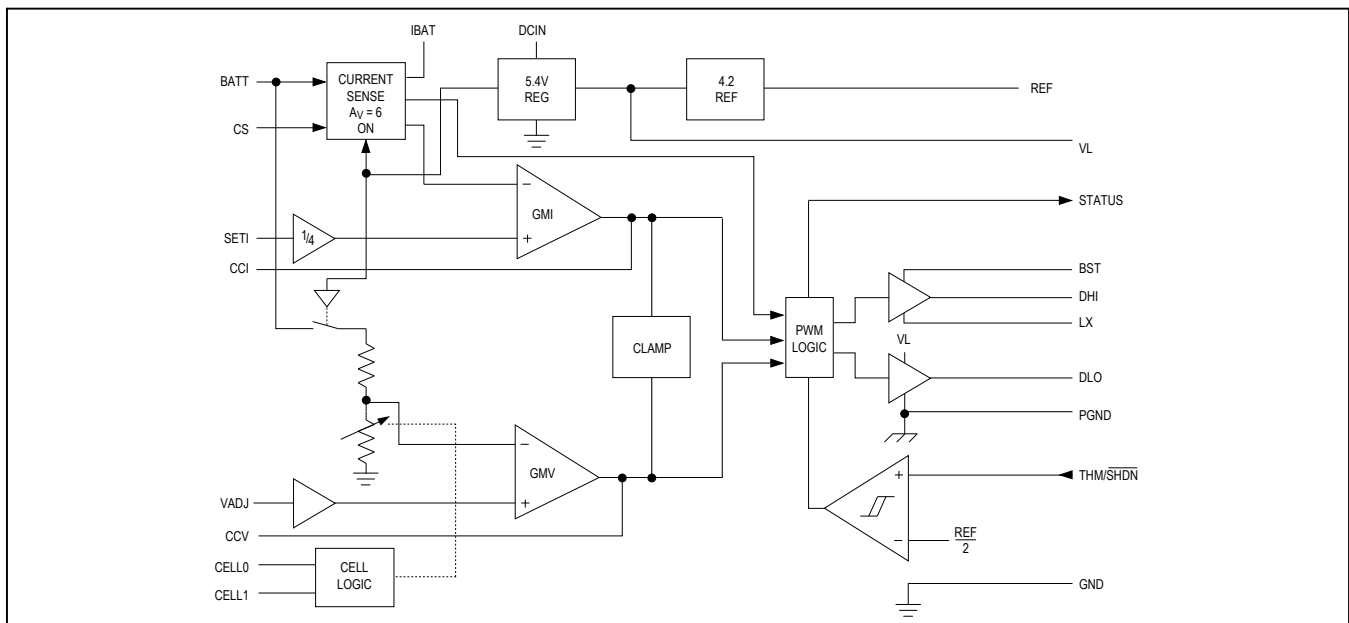 IBAT
DCIN
BATT
CURRENT
SENSE
AV = 6
ON
5.4V
REG
4.2
REF
REF
CS
VL
GMI
−
+
STATUS
SETI
1/4
CCI
BST
DHI
LX
CLAMP
PWM
LOGIC
VL
DLO
PGND
GMV
−
+
THM/SHDN
+
−
REF
2
VADJ
CCV
CELL0
CELL1
CELL
LOGIC
GND